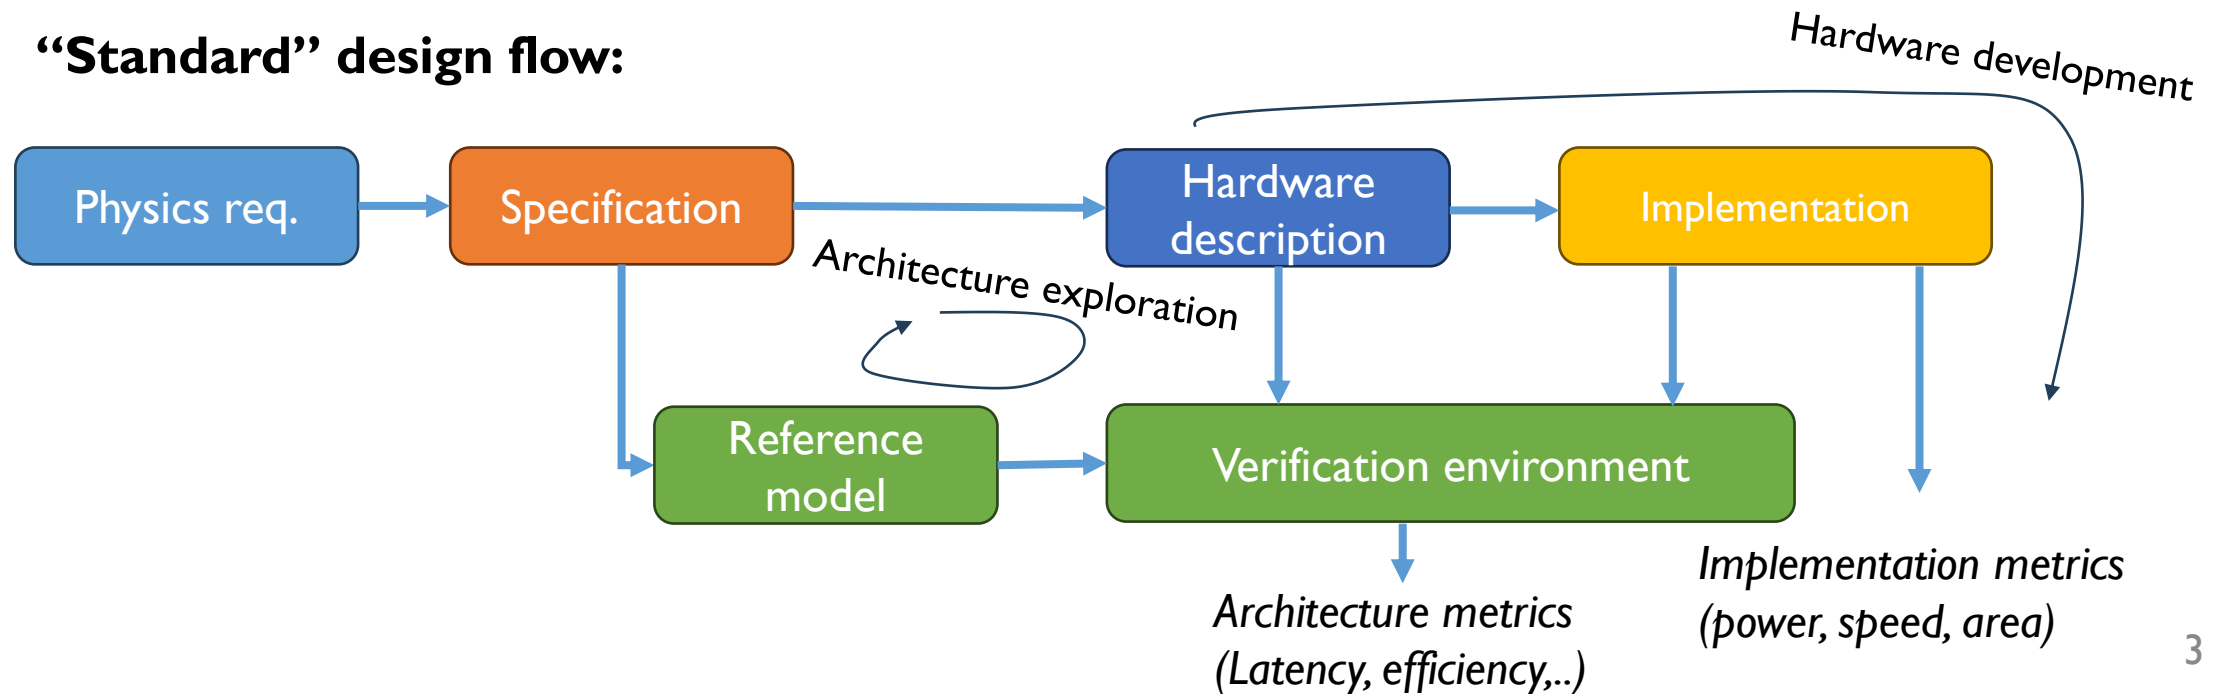 “Standard” design flow:
Hardware development
Physics req.
Specification
Hardware
description
Implementation
Architecture exploration
Reference
model
Verification environment
Implementation metrics
(power, speed, area)
Architecture metrics
(Latency, efficiency,..)
3